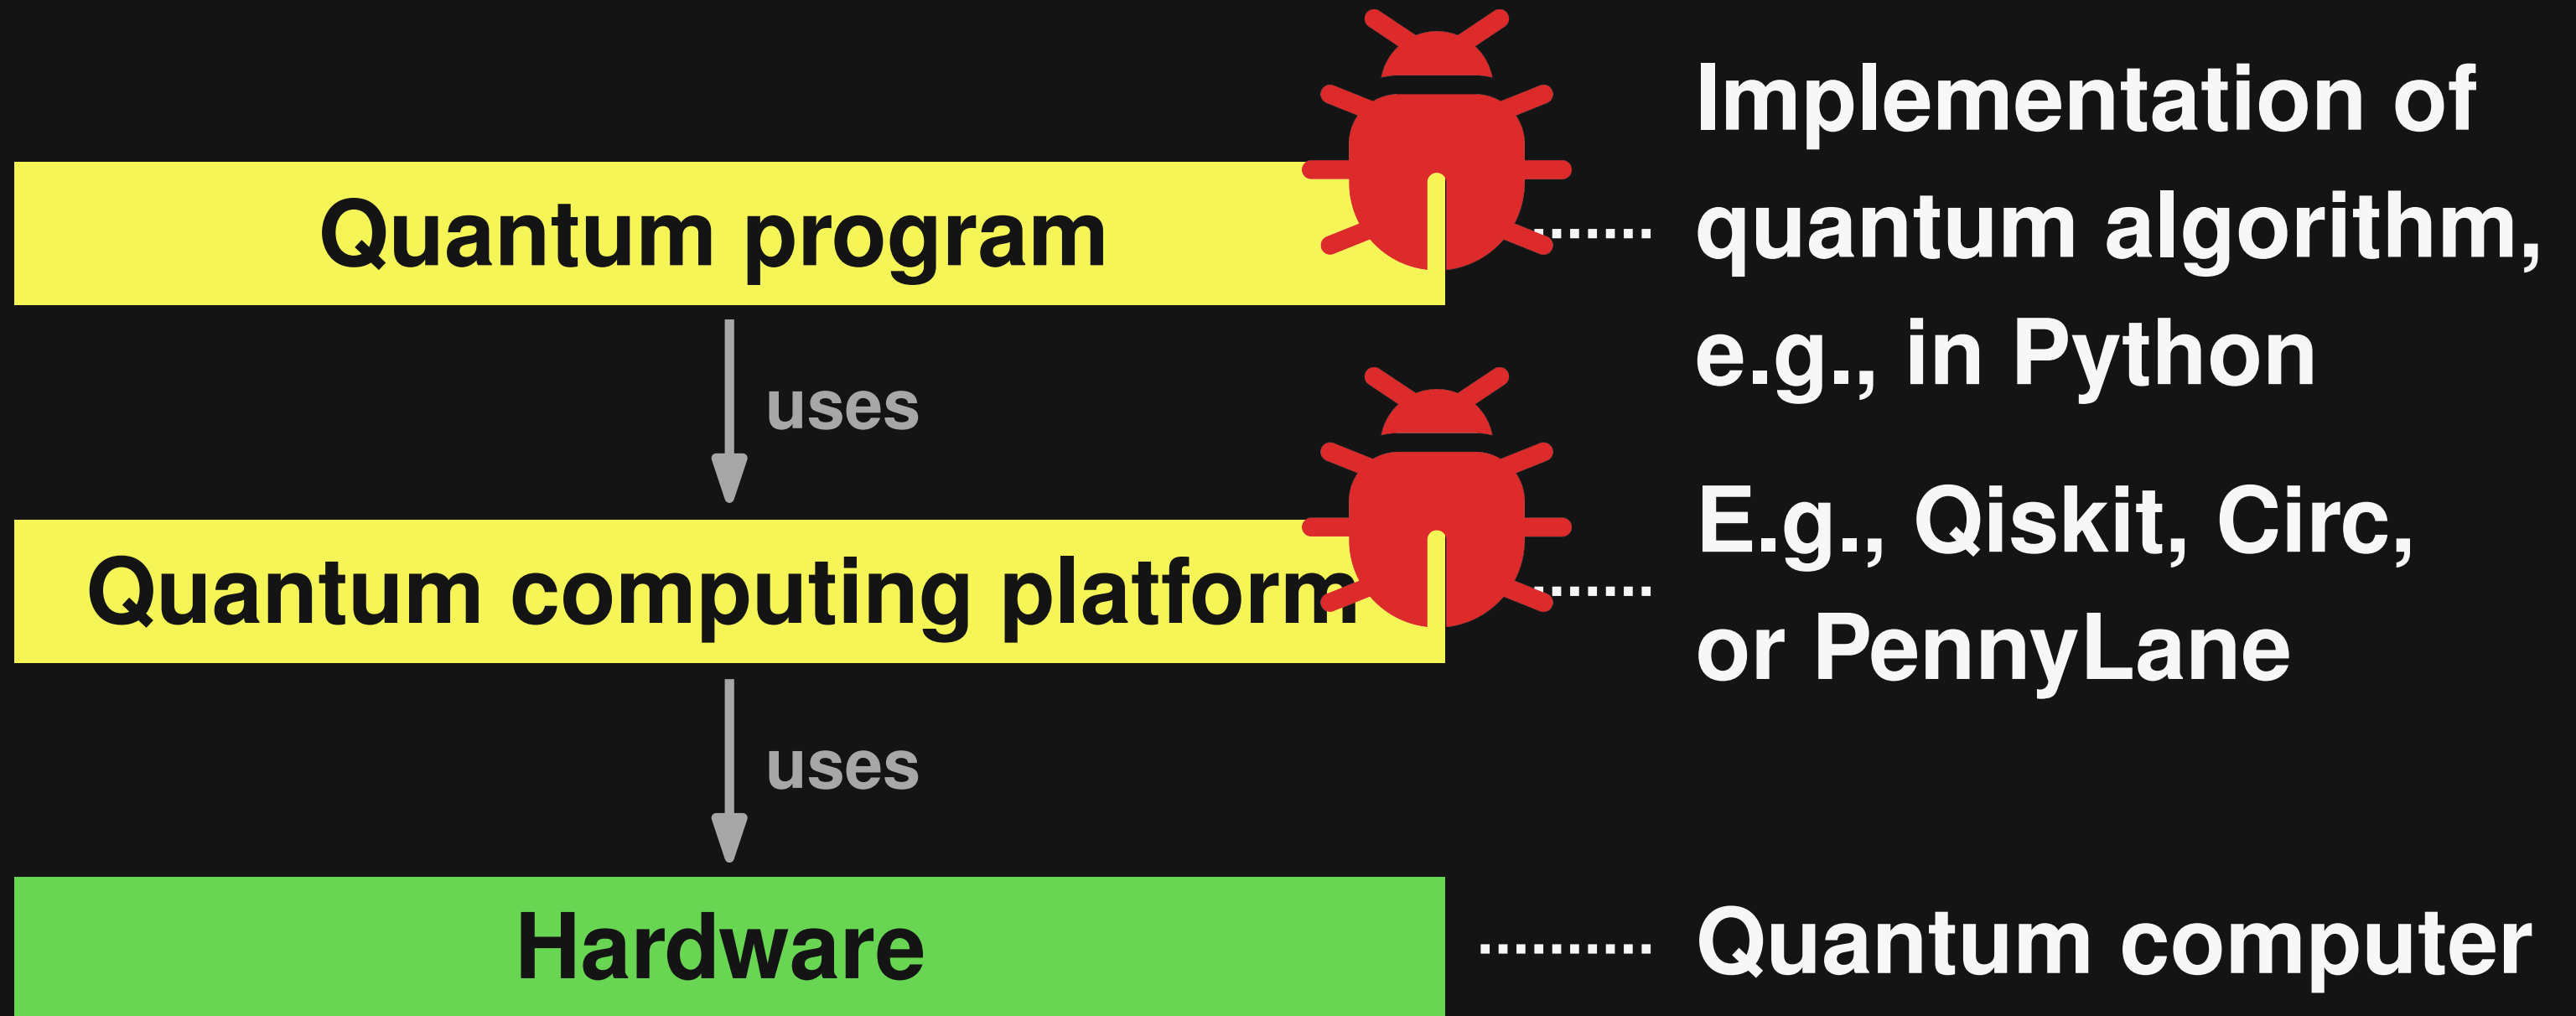 Quantum program
Implementation of
quantum algorithm,
e.g., in Python
uses
Quantum computing platform
E.g., Qiskit, Circ,
or PennyLane
uses
Hardware
Quantum computer